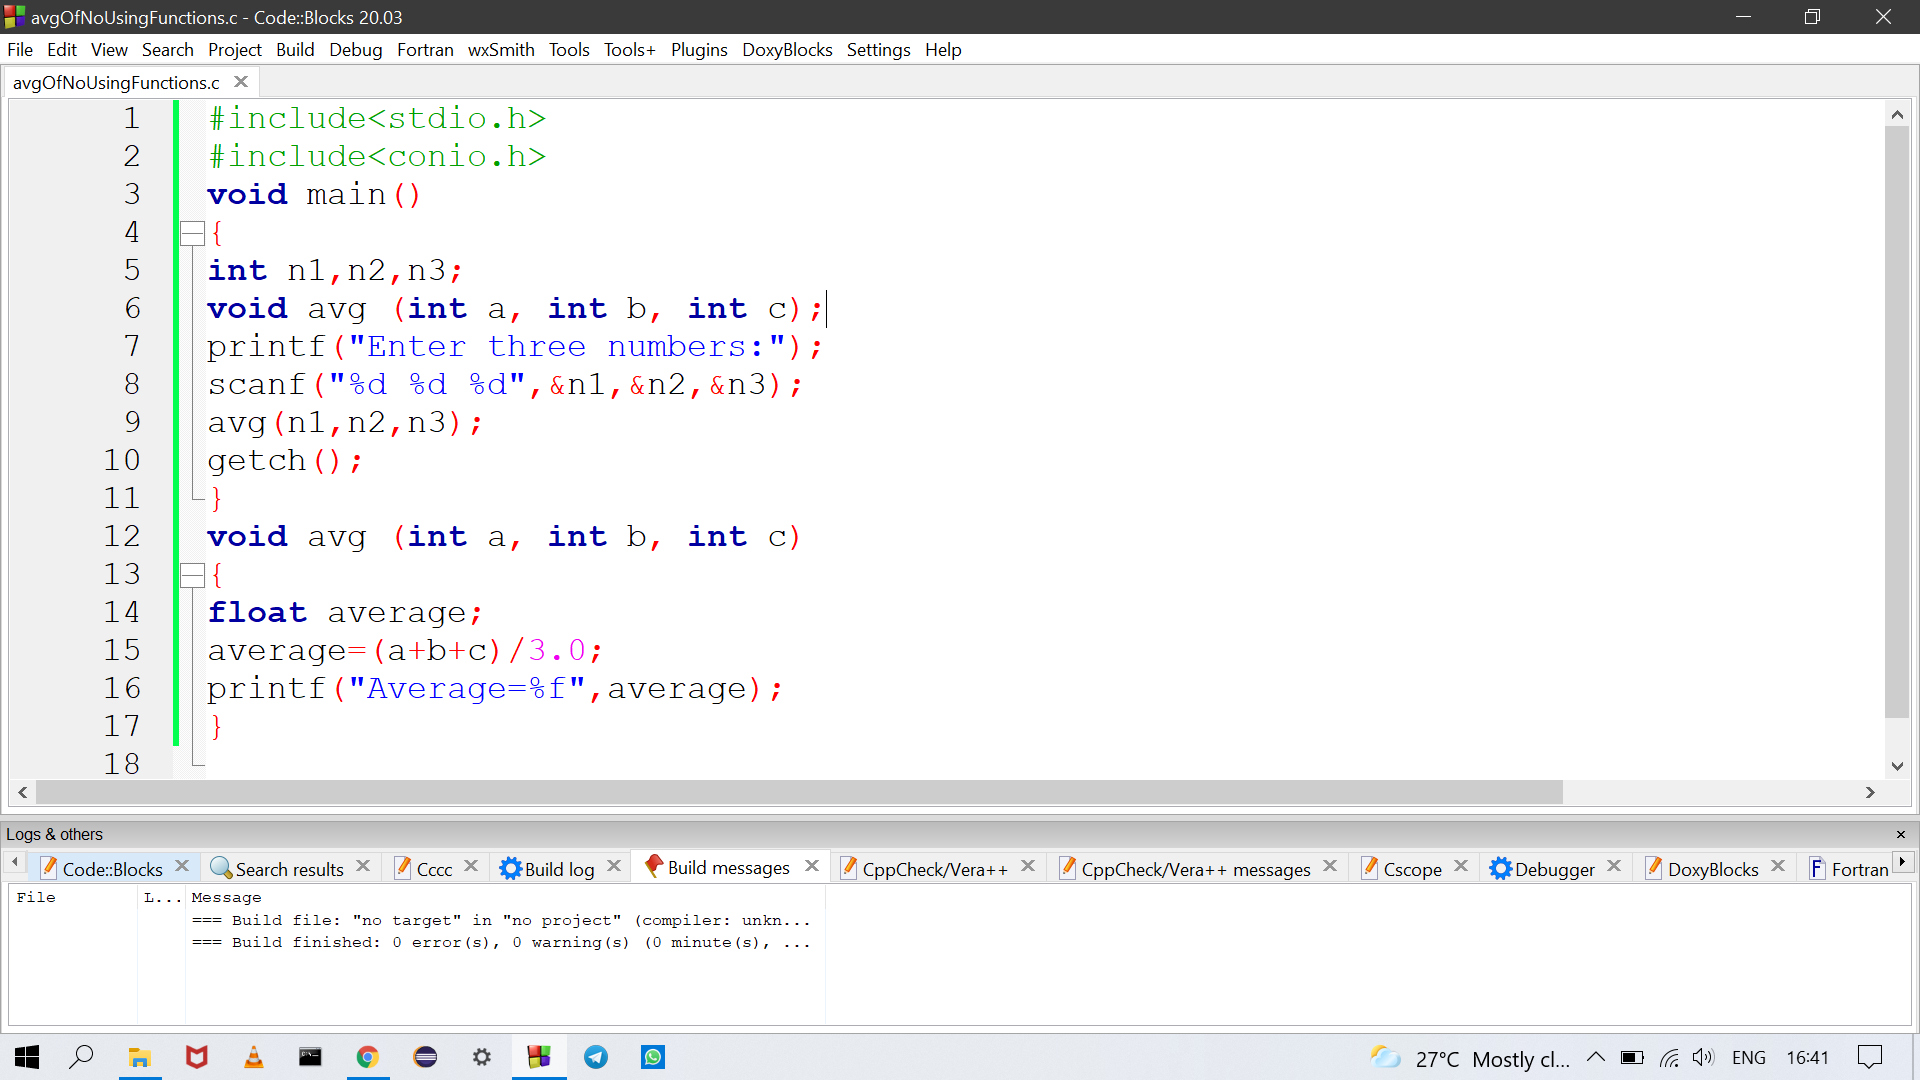 avgOfNoUsingFunctions.c - Code::Blocks 20.03
File Edit View Search Project Build Debug Fortran wxSmith Tools Tools+ Plugins DoxyBlocks Settings Help
avgOfNoUsingFunctions.c
1 #include<stdio.h>
2 #include<conio.h>
3 void main()
4 {
5 int n1,n2,n3;
6 void avg (int a, int b, int c);
7 printf("Enter three numbers:");
8 scanf("%d %d %d",&n1,&n2,&n3);
9 avg(n1,n2,n3);
10 getch();
11 }
12 void avg (int a, int b, int c)
13 {
14 float average;
15 average=(a+b+c)/3.0;
16 printf("Average=%f",average);
17 }
18
Logs & others
Code::Blocks Search results Cccc Build log Build messages CppCheck/Vera++ CppCheck/Vera++ messages Cscope Debugger DoxyBlocks Fortran
File L... Message
=== Build file: "no target" in "no project" (compiler: unkn...
=== Build finished: 0 error(s), 0 warning(s) (0 minute(s), ...
27°C Mostly cl... ENG 16:41